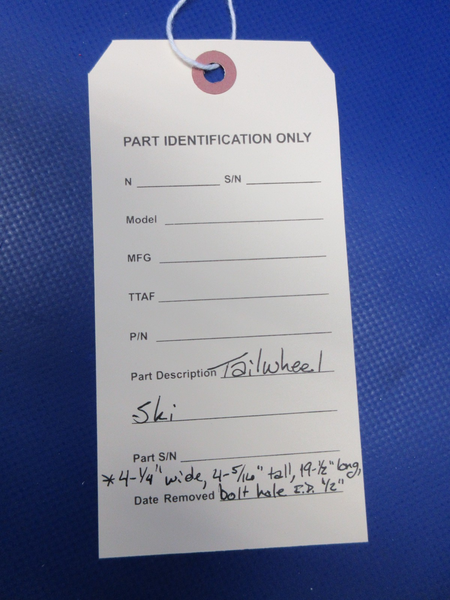 PART IDENTIFICATION ONLY
N S/N
Model
MFG
TTAF
P/N
Part Description Tailwheel
Ski
Part S/N
*4-1/4" wide, 4-5/16" tall, 19-1/2" long,
Date Removed bolt hole I.D. 1/2"